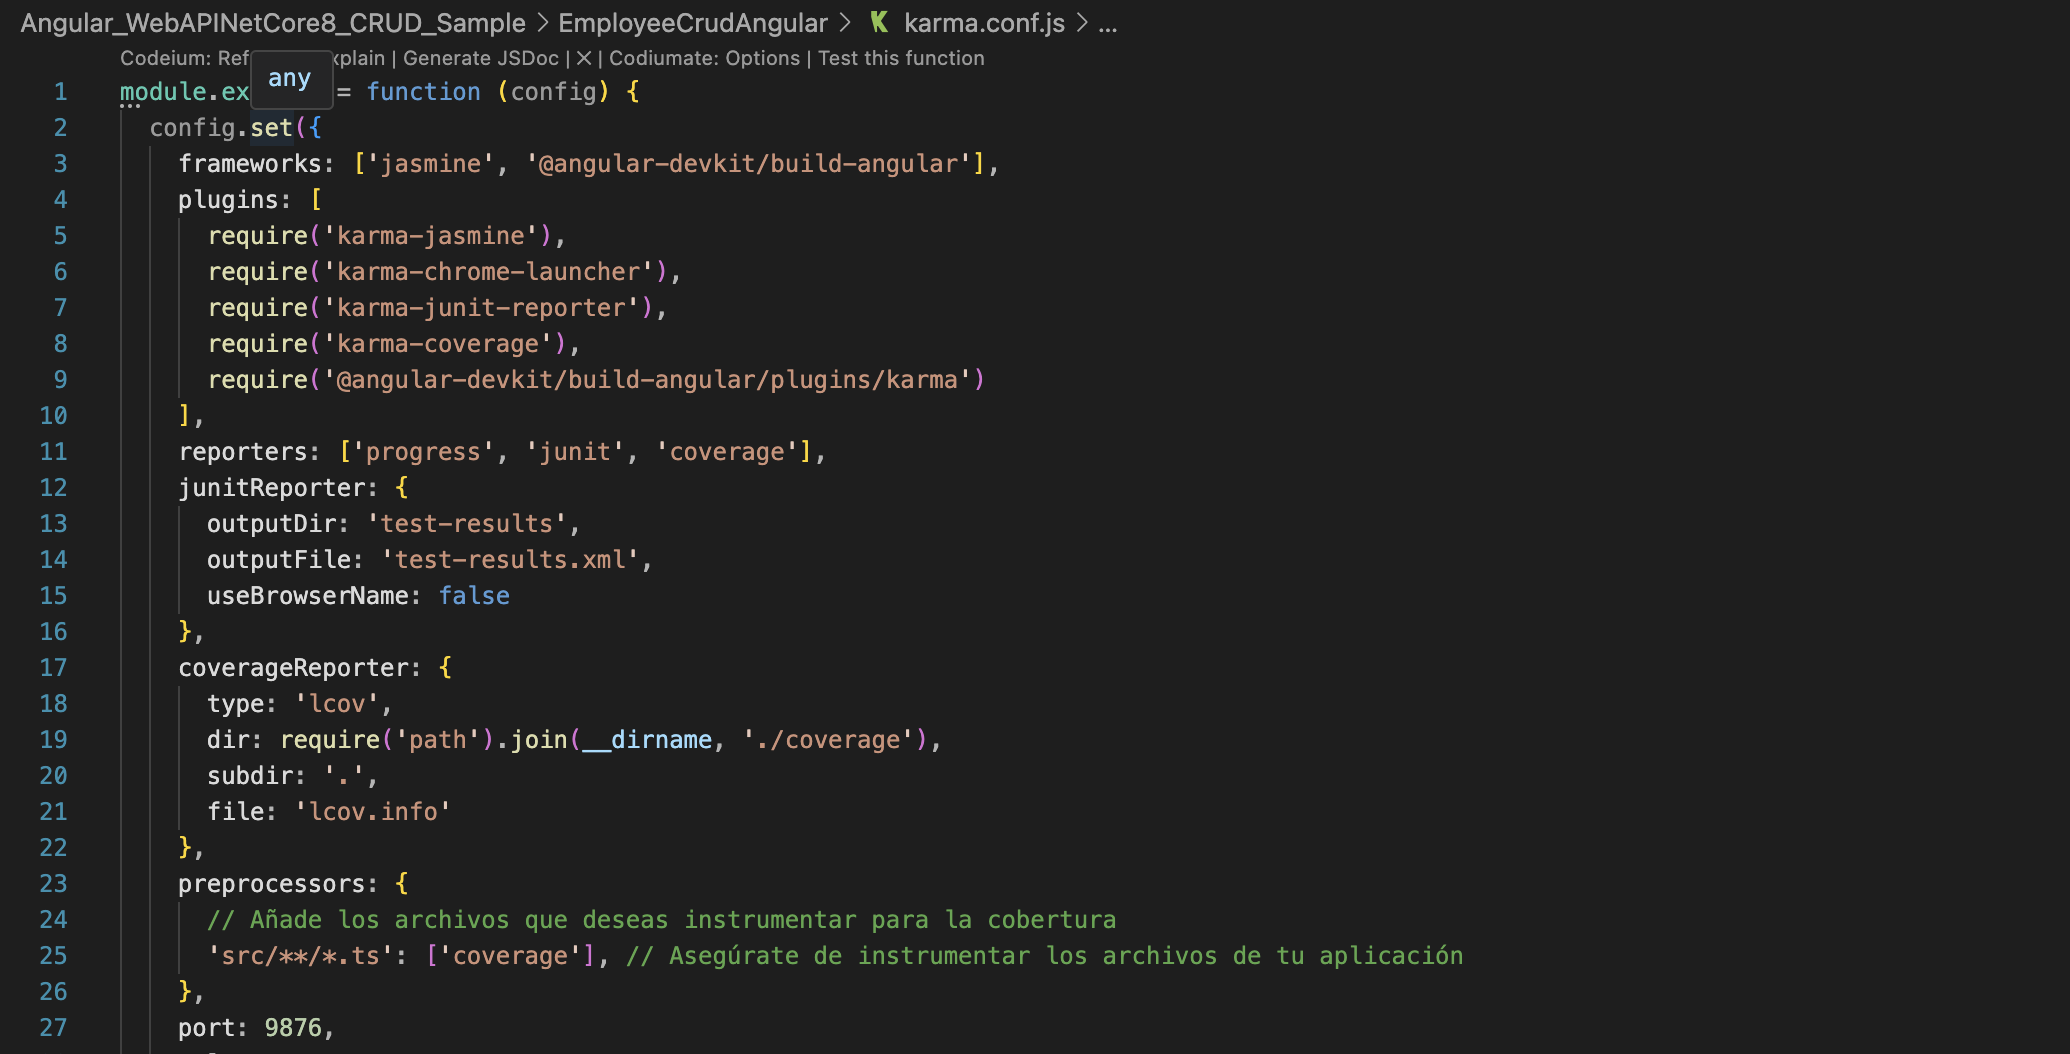 Angular_WebAPINetCore8_CRUD_Sample > EmployeeCrudAngular > karma.conf.js > ...
Codeium: Ref xplain | Generate JSDoc | X | Codiumate: Options | Test this function
any
1 module.ex = function (config) {
2 config.set({
3 frameworks: ['jasmine', '@angular-devkit/build-angular'],
4 plugins: [
5 require('karma-jasmine'),
6 require('karma-chrome-launcher'),
7 require('karma-junit-reporter'),
8 require('karma-coverage'),
9 require('@angular-devkit/build-angular/plugins/karma')
10 ],
11 reporters: ['progress', 'junit', 'coverage'],
12 junitReporter: {
13 outputDir: 'test-results',
14 outputFile: 'test-results.xml',
15 useBrowserName: false
16 },
17 coverageReporter: {
18 type: 'lcov',
19 dir: require('path').join(__dirname, './coverage'),
20 subdir: '.',
21 file: 'lcov.info'
22 },
23 preprocessors: {
24 // Añade los archivos que deseas instrumentar para la cobertura
25 'src/**/*.ts': ['coverage'], // Asegúrate de instrumentar los archivos de tu aplicación
26 },
27 port: 9876,